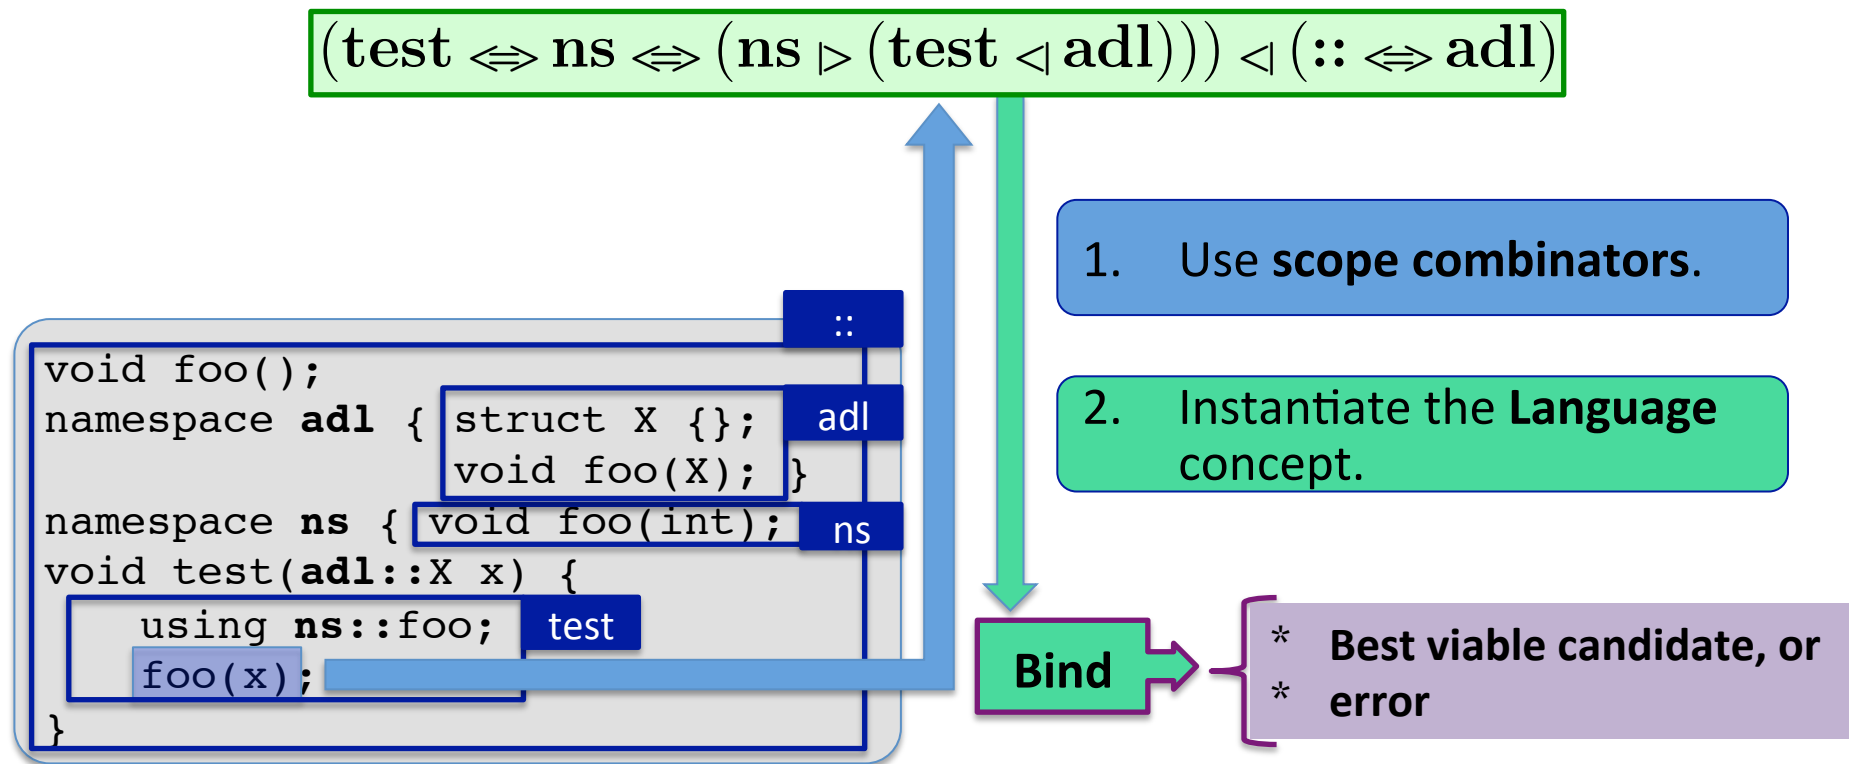 (test ⇔ ns ⇔ (ns ⊳ (test ⊲ adl))) ⊲ (:: ⇔ adl)
1. Use scope combinators.
2. Instantiate the Language
concept.
::
void foo();
namespace adl { struct X {};
adl
void foo(X); }
namespace ns { void foo(int);
ns
void test(adl::X x) {
using ns::foo;
test
foo(x);
}
Bind
* Best viable candidate, or
* error